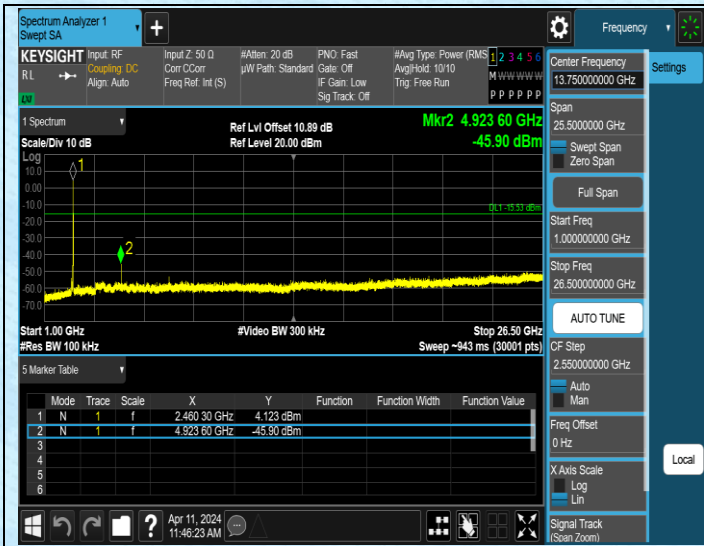 Spectrum Analyzer 1
Swept SA
+
Frequency
KEYSIGHT
RL
LXI
Input: RF
Coupling: DC
Align: Auto
Input Z: 50 Ω
Corr CCorr
Freq Ref: Int (S)
#Atten: 20 dB
µW Path: Standard
PNO: Fast
Gate: Off
IF Gain: Low
Sig Track: Off
#Avg Type: Power (RMS
Avg|Hold: 10/10
Trig: Free Run
1 2 3 4 5 6
M W W W W W
P P P P P P
1 Spectrum
Scale/Div 10 dB
Ref Lvl Offset 10.89 dB
Ref Level 20.00 dBm
Mkr2 4.923 60 GHz
-45.90 dBm
Log
10.0
0.00
-10.0
-20.0
-30.0
-40.0
-50.0
-60.0
-70.0
1
2
DL1 -15.53 dBm
Start 1.00 GHz
#Res BW 100 kHz
#Video BW 300 kHz
Stop 26.50 GHz
Sweep ~943 ms (30001 pts)
5 Marker Table
Mode Trace Scale X Y Function Function Width Function Value
1 N 1 f 2.460 30 GHz 4.123 dBm
2 N 1 f 4.923 60 GHz -45.90 dBm
3
4
5
6
?
Apr 11, 2024
11:46:23 AM
Center Frequency
13.750000000 GHz
Span
25.5000000 GHz
Swept Span
Zero Span
Full Span
Start Freq
1.000000000 GHz
Stop Freq
26.500000000 GHz
AUTO TUNE
CF Step
2.550000000 GHz
Auto
Man
Freq Offset
0 Hz
X Axis Scale
Log
Lin
Signal Track
(Span Zoom)
Settings
Local